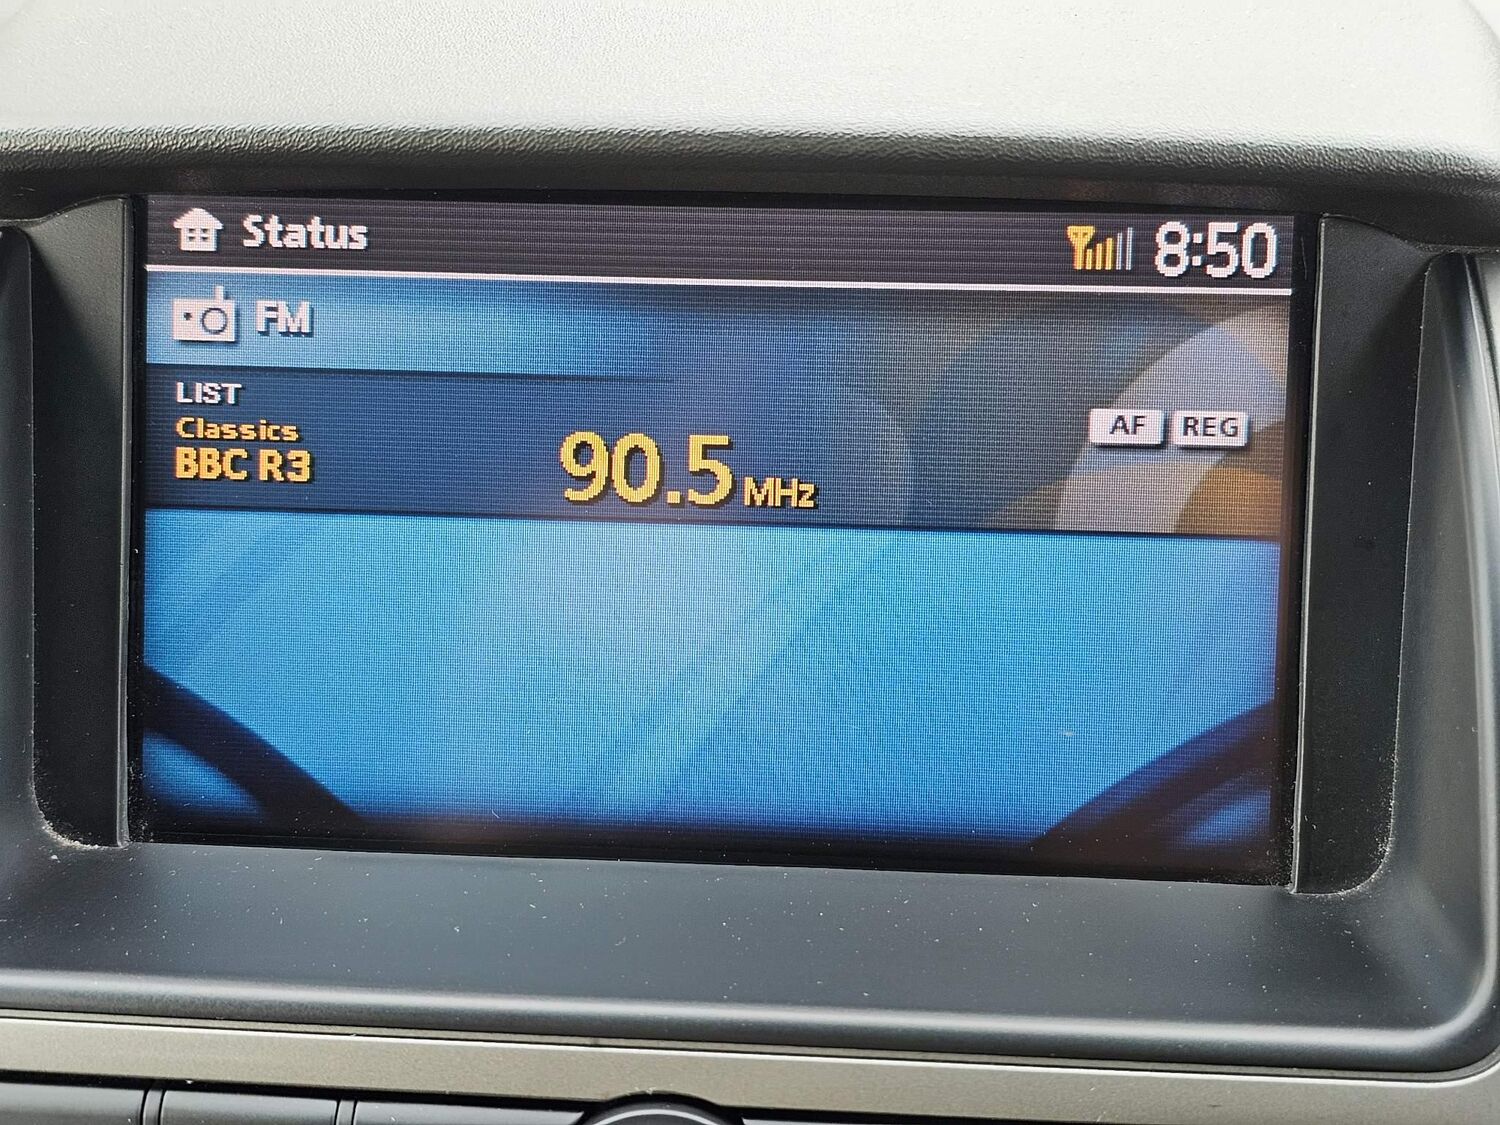 Status
8:50
FM
LIST
Classics
BBC R3
90.5 MHz
AF REG